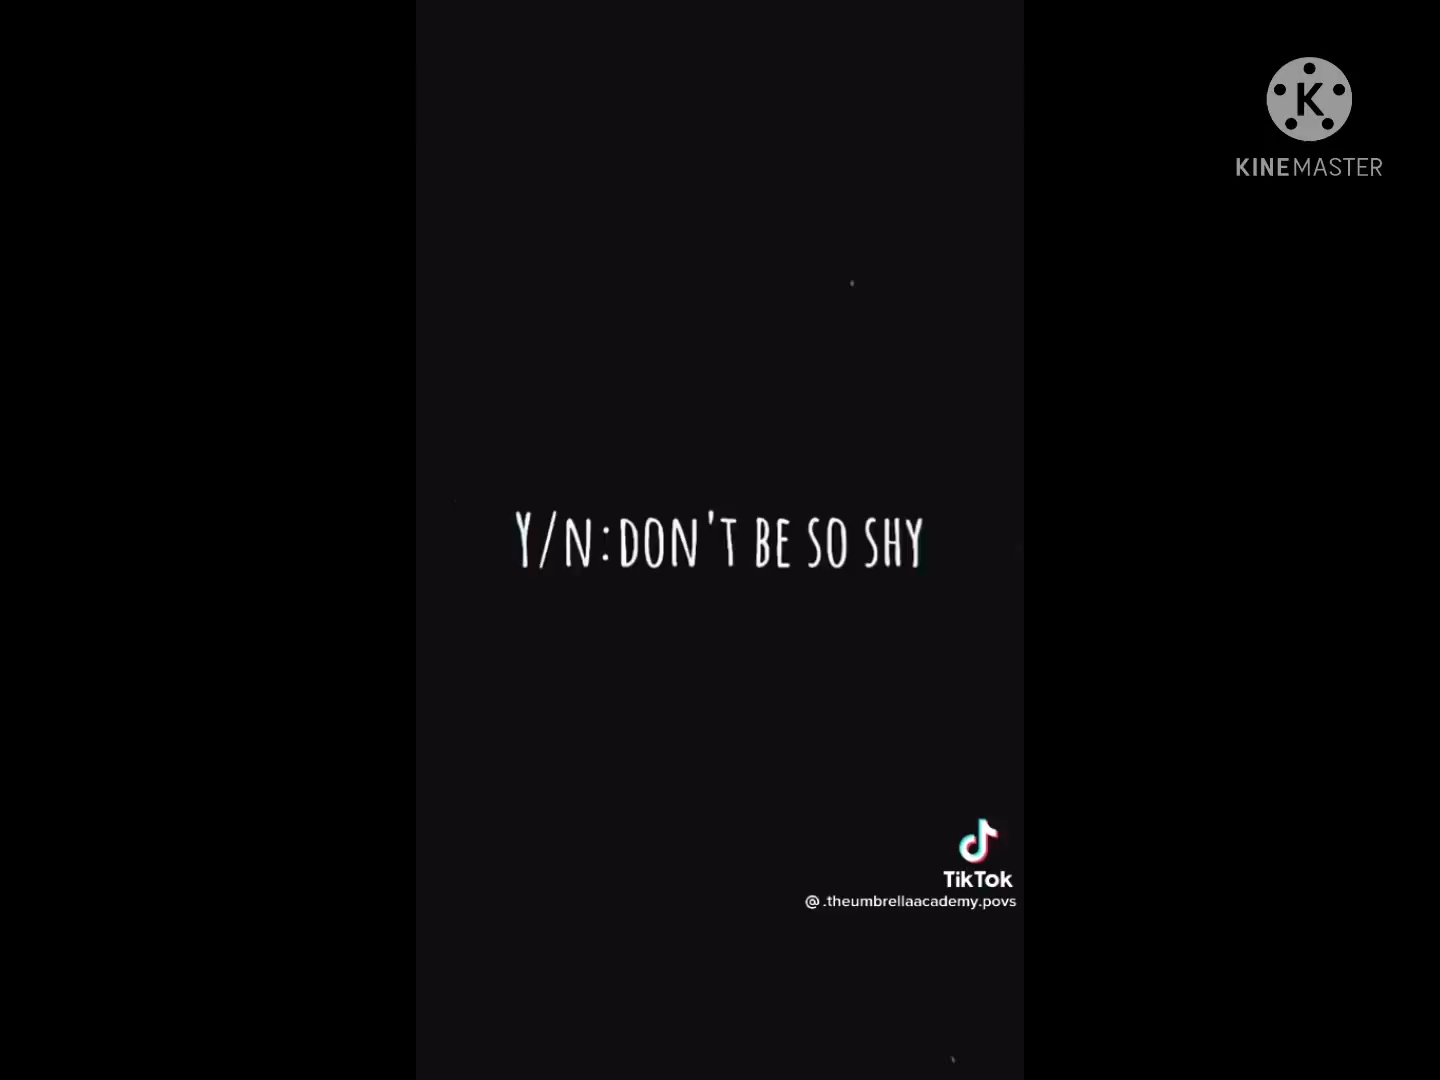 K
KINEMASTER
Y/N:DON'T BE SO SHY
TikTok
@.theumbrellaacademy.povs